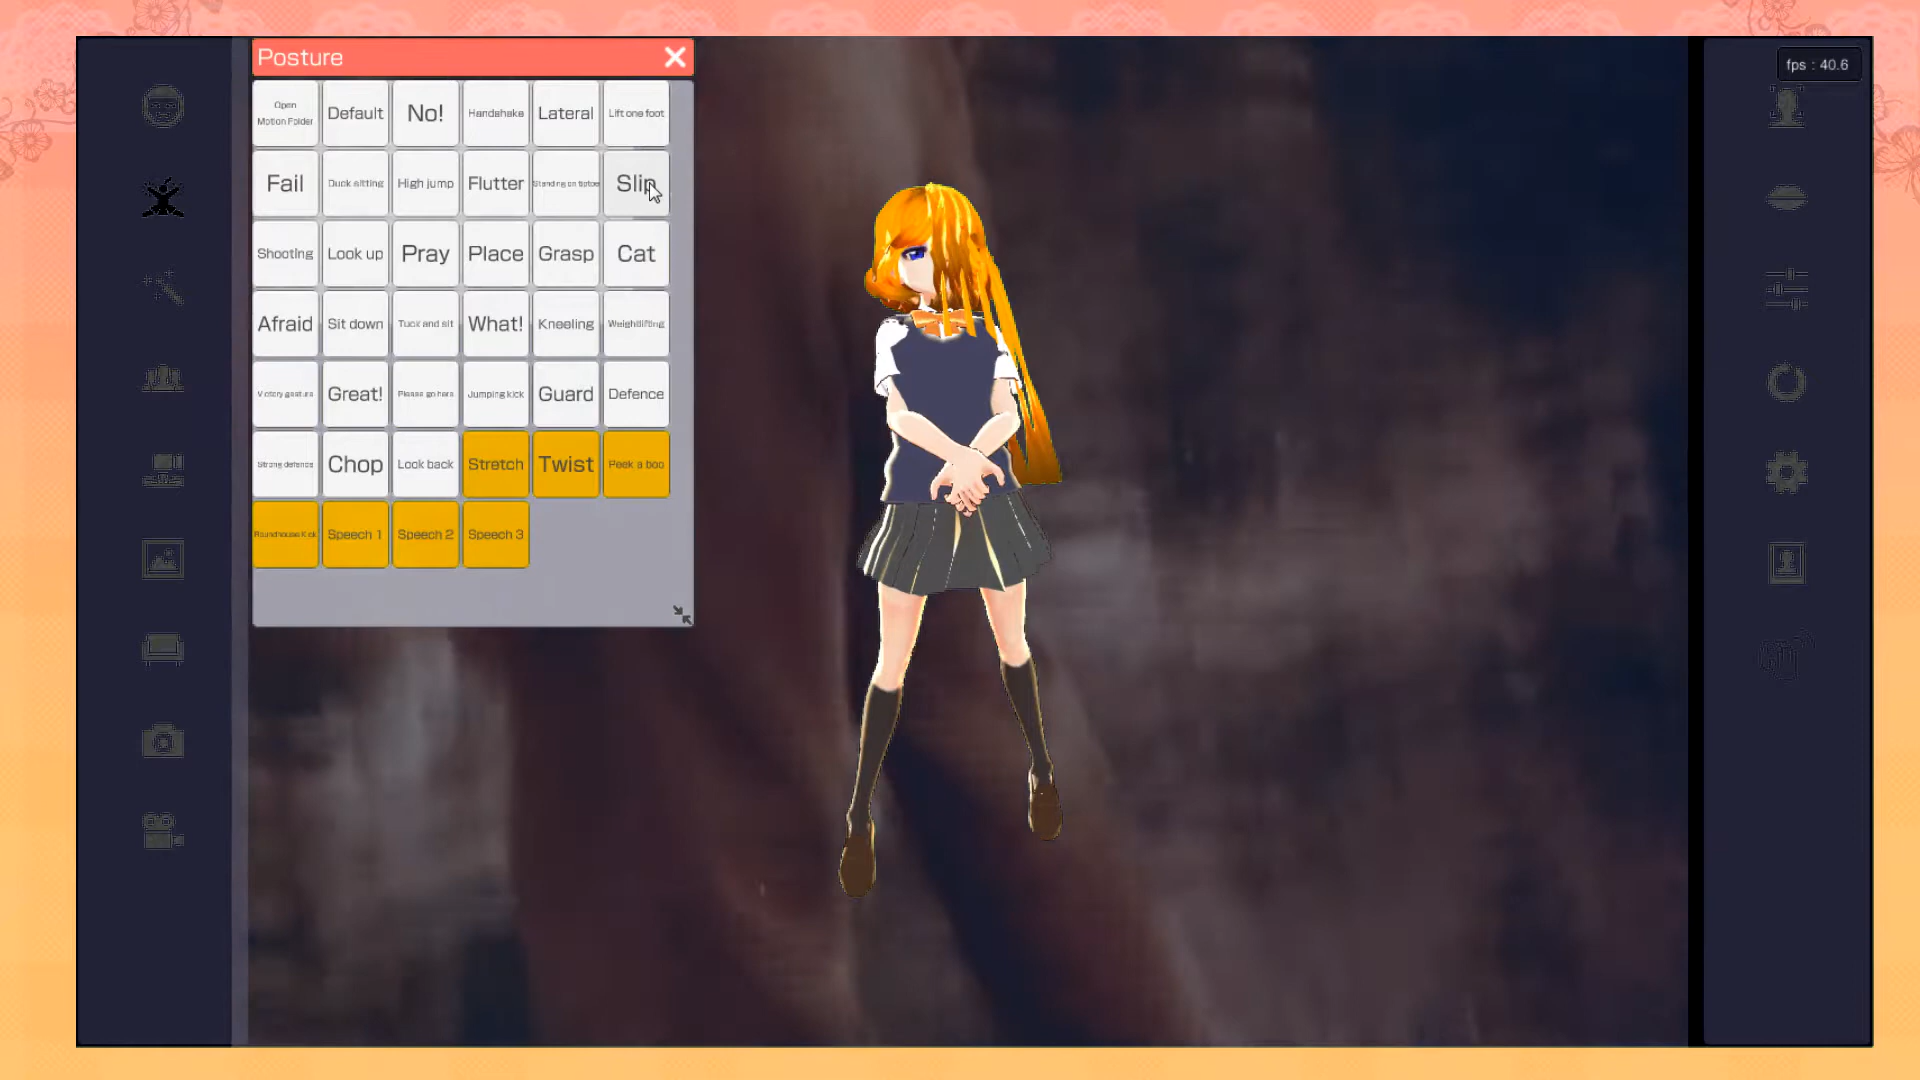 Posture
fps : 40.6
Open
Motion Folder
Default
No!
Handshake
Lateral
Lift one foot
Fail
Duck sitting
High jump
Flutter
Standing on tiptoe
Slip
Shooting
Look up
Pray
Place
Grasp
Cat
Afraid
Sit down
Tuck and sit
What!
Kneeling
Weightlifting
Victory gesture
Great!
Please go here
Jumping kick
Guard
Defence
Strong defence
Chop
Look back
Stretch
Twist
Peek a boo
Roundhouse Kick
Speech 1
Speech 2
Speech 3